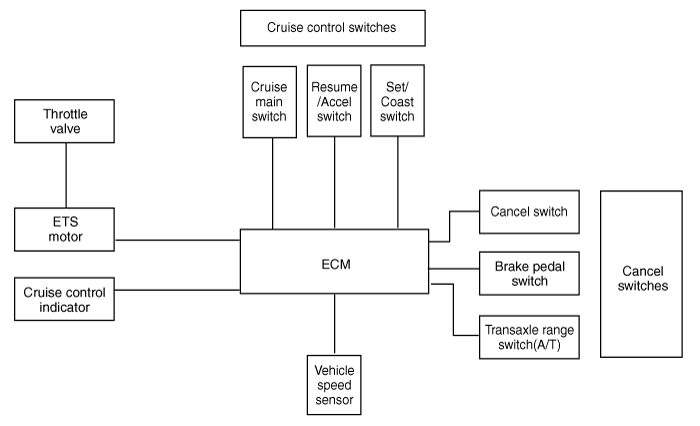 Cruise control switches
Cruise
main
switch
Resume
/Accel
switch
Set/
Coast
switch
Throttle
valve
ETS
motor
Cruise control
indicator
ECM
Cancel switch
Brake pedal
switch
Transaxle range
switch(A/T)
Cancel
switches
Vehicle
speed
sensor